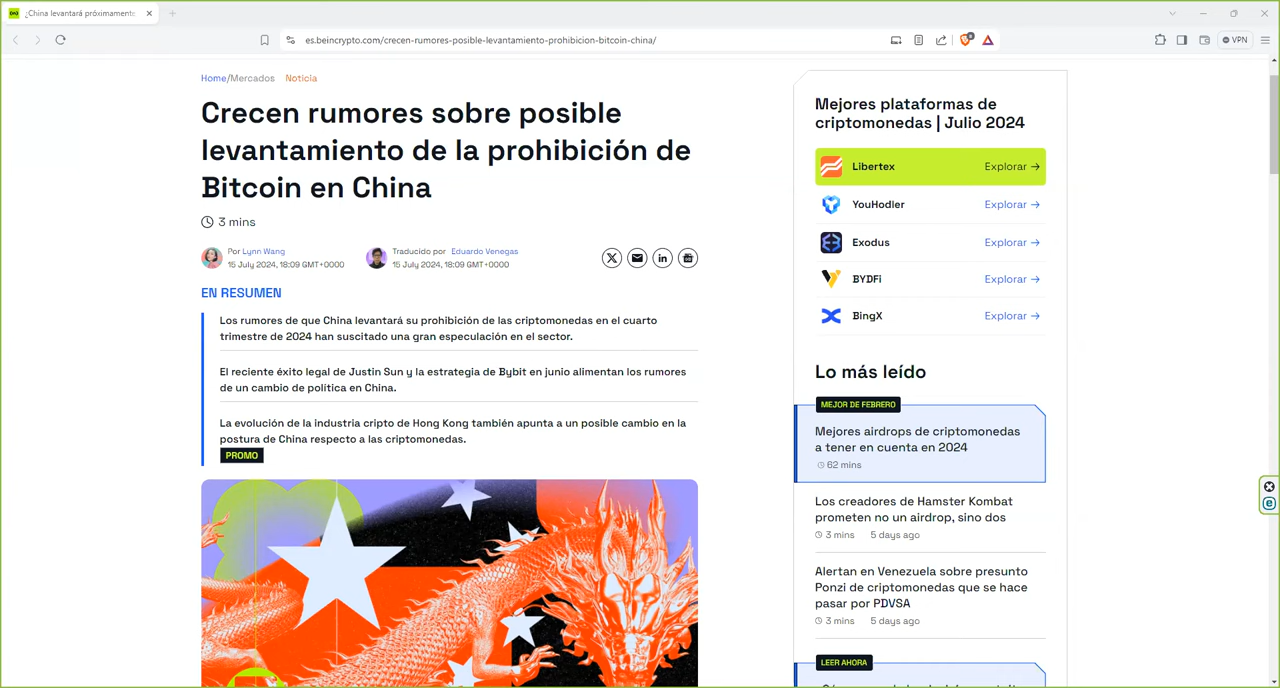 ¿China levantará próximamente
es.beincrypto.com/crecen-rumores-posible-levantamiento-prohibicion-bitcoin-china/
VPN
Home/Mercados Noticia
Crecen rumores sobre posible
levantamiento de la prohibición de
Bitcoin en China
3 mins
Por Lynn Wang
15 July 2024, 18:09 GMT+0000
Traducido por Eduardo Venegas
15 July 2024, 18:09 GMT+0000
EN RESUMEN
Los rumores de que China levantará su prohibición de las criptomonedas en el cuarto
trimestre de 2024 han suscitado una gran especulación en el sector.
El reciente éxito legal de Justin Sun y la estrategia de Bybit en junio alimentan los rumores
de un cambio de política en China.
La evolución de la industria cripto de Hong Kong también apunta a un posible cambio en la
postura de China respecto a las criptomonedas.
PROMO
Mejores plataformas de
criptomonedas | Julio 2024
Libertex Explorar →
YouHodler Explorar →
Exodus Explorar →
BYDFi Explorar →
BingX Explorar →
Lo más leído
MEJOR DE FEBRERO
Mejores airdrops de criptomonedas
a tener en cuenta en 2024
62 mins
Los creadores de Hamster Kombat
prometen no un airdrop, sino dos
3 mins 5 days ago
Alertan en Venezuela sobre presunto
Ponzi de criptomonedas que se hace
pasar por PDVSA
3 mins 5 days ago
LEER AHORA